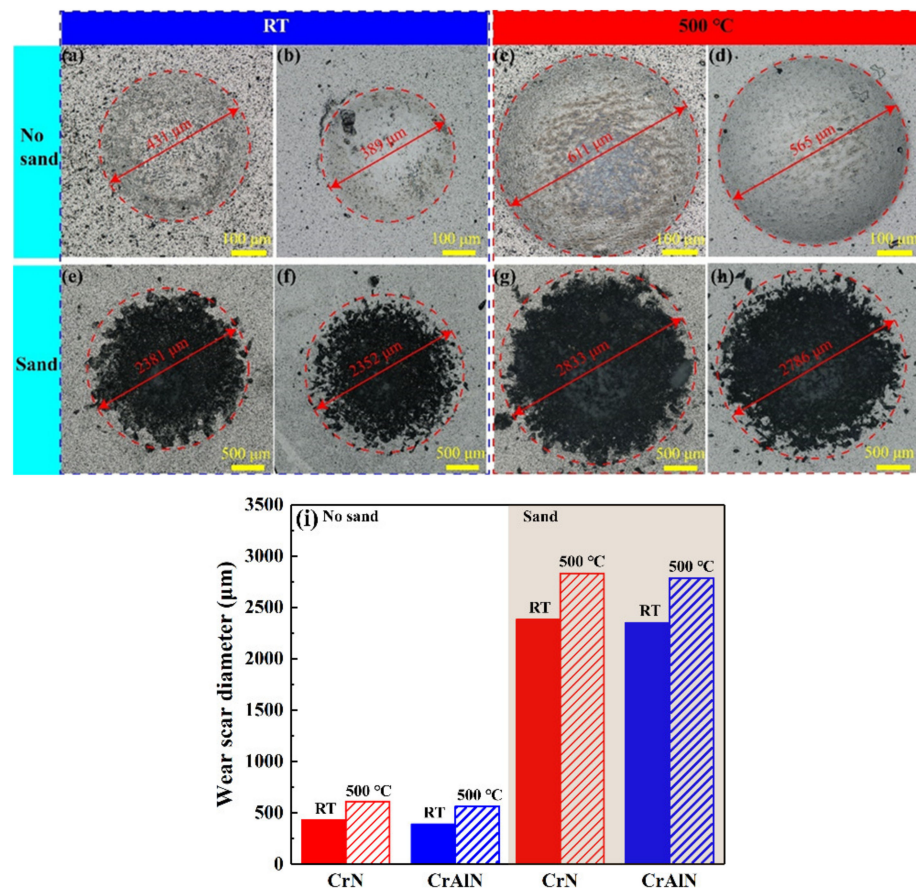 RT
500 °C
(a)
(b)
(c)
(d)
No sand
431 µm
389 µm
611 µm
565 µm
100 µm
100 µm
100 µm
100 µm
(e)
(f)
(g)
(h)
Sand
2381 µm
2352 µm
2833 µm
2786 µm
500 µm
500 µm
500 µm
500 µm
(i)
No sand
Sand
Wear scar diameter (µm)
3500
3000
2500
2000
1500
1000
500
0
RT
500 °C
RT
500 °C
RT
500 °C
RT
500 °C
CrN
CrAlN
CrN
CrAlN